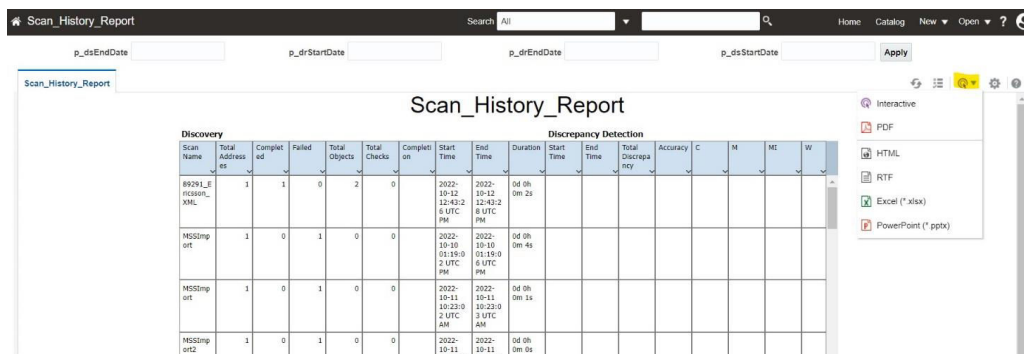 Scan_History_Report
Search All
Home Catalog New Open ?
p_dsEndDate p_drStartDate p_drEndDate p_dsStartDate Apply
Scan_History_Report
Scan_History_Report
Interactive
PDF
HTML
RTF
Excel (*.xlsx)
PowerPoint (*.pptx)
Discovery Discrepancy Detection
Scan Total Complet Failed Total Total Completi Start End Duration Start End Total Accuracy C M MI W
Name Address ed Objects Checks on Time Time Time Time Discrepa
es ncy
89291_E 1 1 0 2 0 2022- 2022- 0d 0h
ricsson_ 10-12 10-12 0m 2s
XML 12:43:2 12:43:2
6 UTC 8 UTC
PM PM
MSSImp 1 0 1 0 0 2022- 2022- 0d 0h
ort 10-10 10-10 0m 4s
01:19:0 01:19:0
2 UTC 6 UTC
PM PM
MSSImp 1 0 1 0 0 2022- 2022- 0d 0h
ort 10-11 10-11 0m 1s
10:23:0 10:23:0
2 UTC 3 UTC
AM AM
MSSImp 1 0 1 0 0 2022- 2022- 0d 0h
ort2 10-11 10-11 0m 0s